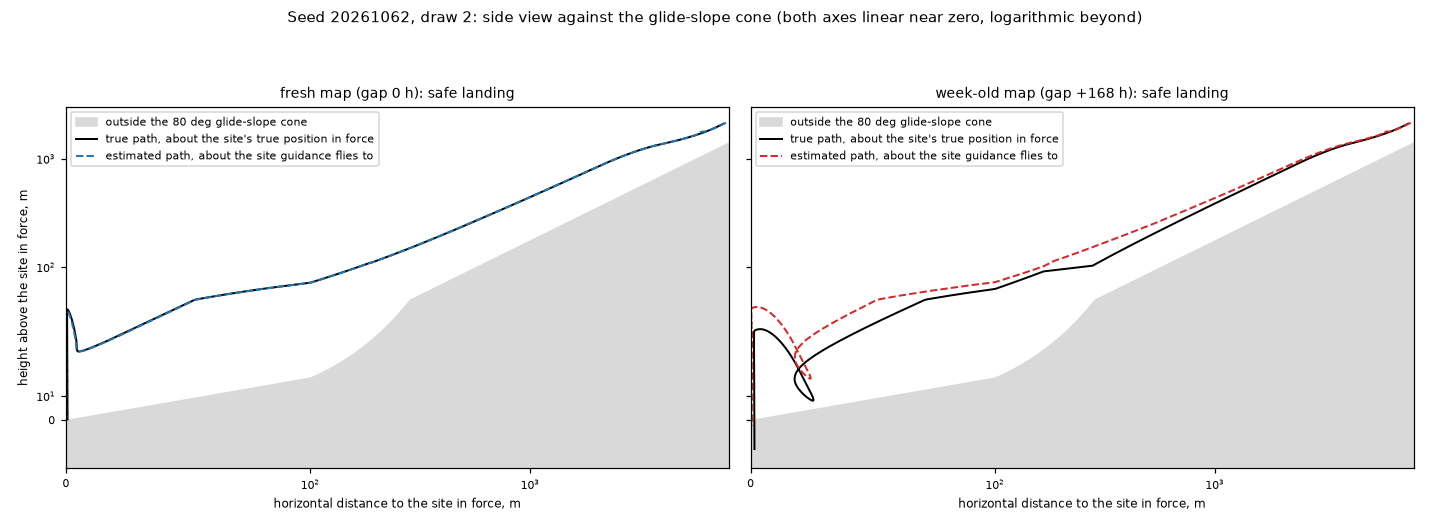 Seed 20261062, draw 2: side view against the glide-slope cone (both axes linear near zero, logarithmic beyond)
fresh map (gap 0 h): safe landing
outside the 80 deg glide-slope cone
true path, about the site's true position in force
estimated path, about the site guidance flies to
height above the site in force, m
10³
10²
10¹
0
0
10²
10³
horizontal distance to the site in force, m
week-old map (gap +168 h): safe landing
outside the 80 deg glide-slope cone
true path, about the site's true position in force
estimated path, about the site guidance flies to
0
10²
10³
horizontal distance to the site in force, m